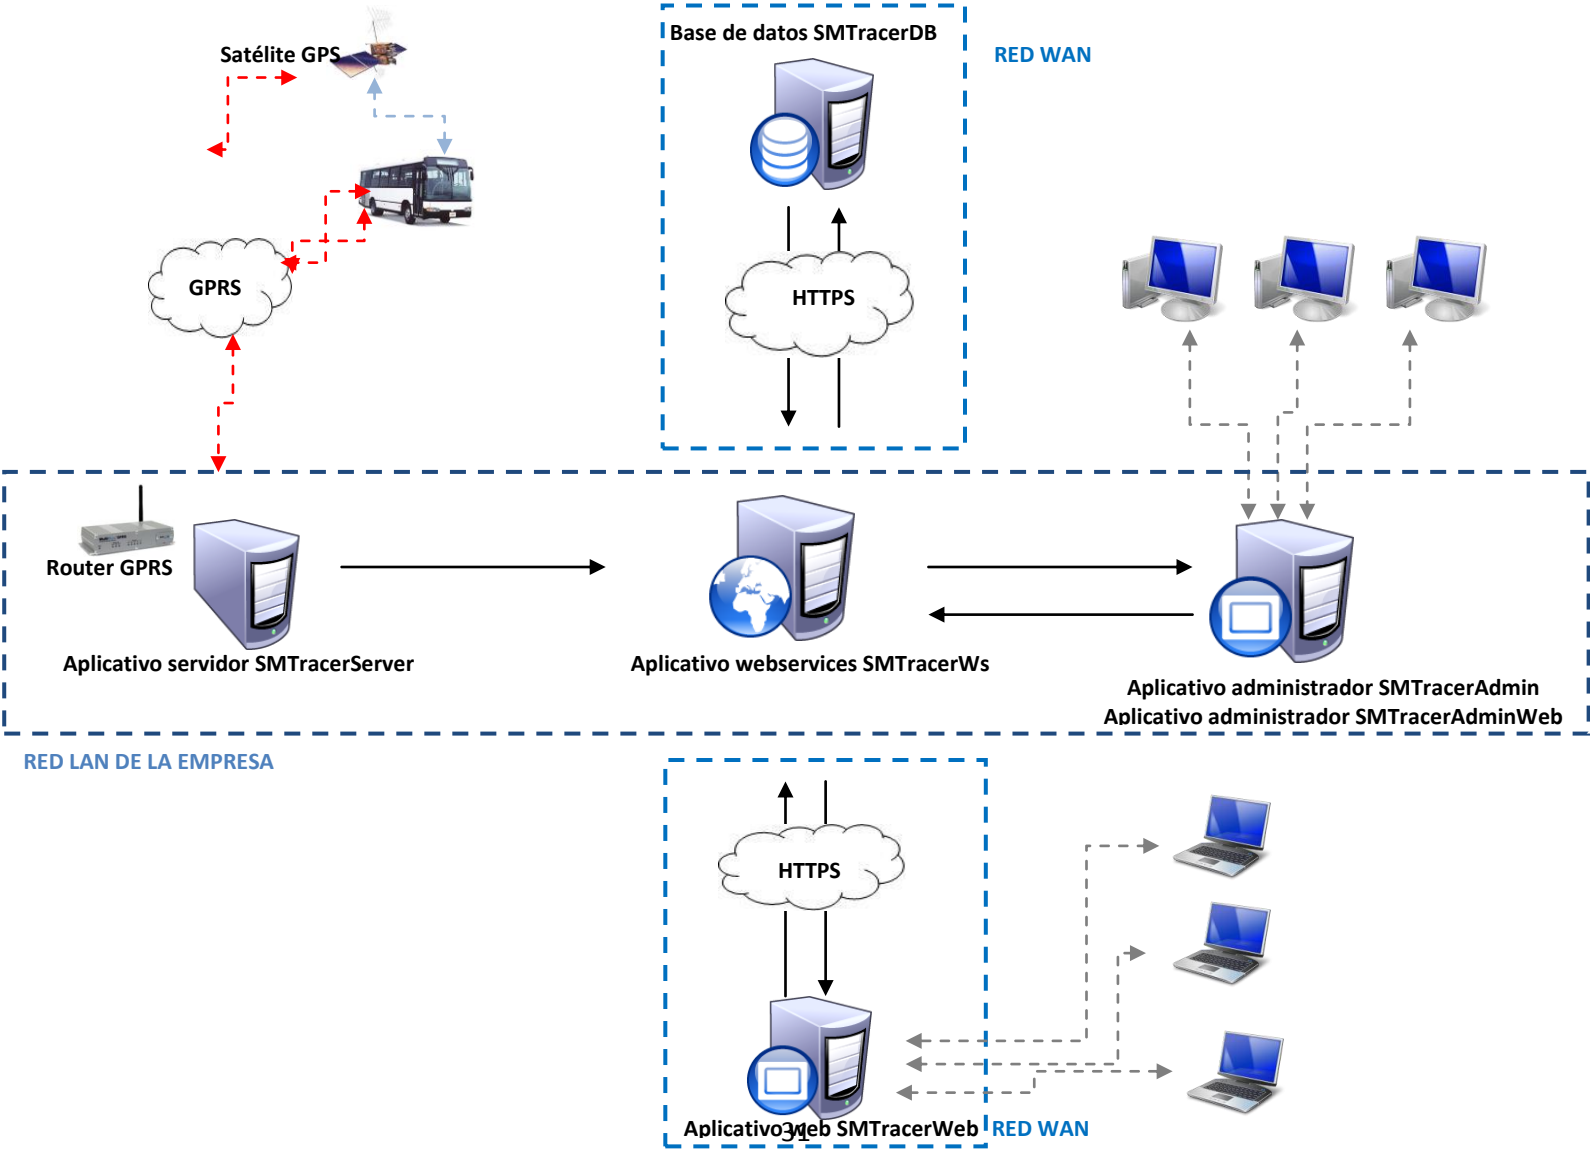 Base de datos SMTracerDB
RED WAN
Satélite GPS
GPRS
HTTPS
Router GPRS
Aplicativo servidor SMTracerServer
Aplicativo webservices SMTracerWs
Aplicativo administrador SMTracerAdmin
Aplicativo administrador SMTracerAdminWeb
RED LAN DE LA EMPRESA
HTTPS
Aplicativo web SMTracerWeb
31
RED WAN